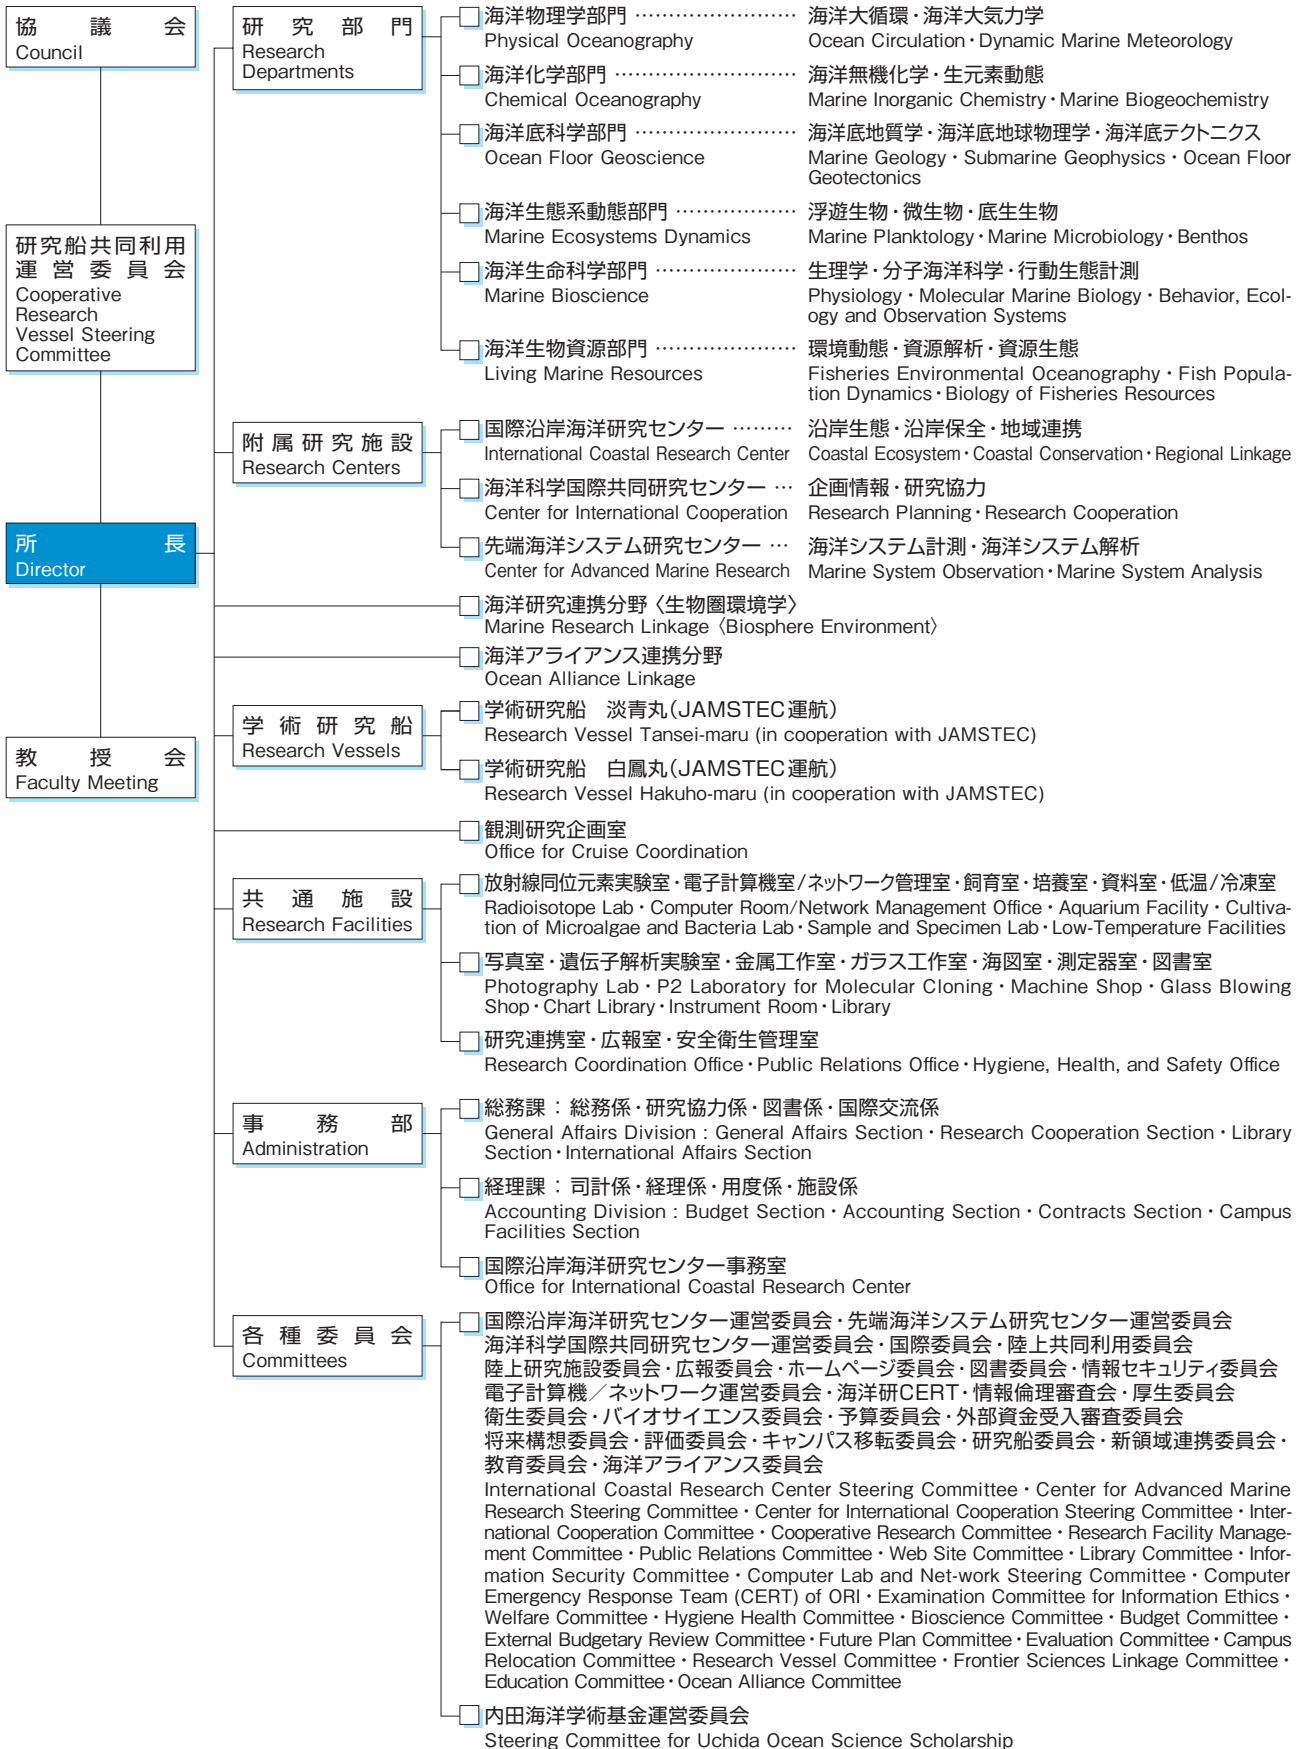 協議会
Council
研究船共同利用
運営委員会
Cooperative
Research
Vessel Steering
Committee
所長
Director
教授会
Faculty Meeting
研究部門
Research
Departments
海洋物理学部門 ……………………… 海洋大循環・海洋大気力学
Physical Oceanography Ocean Circulation・Dynamic Marine Meteorology
海洋化学部門 ……………………… 海洋無機化学・生元素動態
Chemical Oceanography Marine Inorganic Chemistry・Marine Biogeochemistry
海洋底科学部門 …………………… 海洋底地質学・海洋底地球物理学・海洋底テクトニクス
Ocean Floor Geoscience Marine Geology・Submarine Geophysics・Ocean Floor
Geotectonics
海洋生態系動態部門 ……………… 浮遊生物・微生物・底生生物
Marine Ecosystems Dynamics Marine Planktology・Marine Microbiology・Benthos
海洋生命科学部門 ………………… 生理学・分子海洋科学・行動生態計測
Marine Bioscience Physiology・Molecular Marine Biology・Behavior, Ecol-
ogy and Observation Systems
海洋生物資源部門 ………………… 環境動態・資源解析・資源生態
Living Marine Resources Fisheries Environmental Oceanography・Fish Popula-
tion Dynamics・Biology of Fisheries Resources
附属研究施設
Research Centers
国際沿岸海洋研究センター ……… 沿岸生態・沿岸保全・地域連携
International Coastal Research Center Coastal Ecosystem・Coastal Conservation・Regional Linkage
海洋科学国際共同研究センター … 企画情報・研究協力
Center for International Cooperation Research Planning・Research Cooperation
先端海洋システム研究センター … 海洋システム計測・海洋システム解析
Center for Advanced Marine Research Marine System Observation・Marine System Analysis
海洋研究連携分野〈生物圏環境学〉
Marine Research Linkage〈Biosphere Environment〉
海洋アライアンス連携分野
Ocean Alliance Linkage
学術研究船
Research Vessels
学術研究船 淡青丸(JAMSTEC運航)
Research Vessel Tansei-maru (in cooperation with JAMSTEC)
学術研究船 白鳳丸(JAMSTEC運航)
Research Vessel Hakuho-maru (in cooperation with JAMSTEC)
観測研究企画室
Office for Cruise Coordination
共通施設
Research Facilities
放射線同位元素実験室・電子計算機室/ネットワーク管理室・飼育室・培養室・資料室・低温/冷凍室
Radioisotope Lab・Computer Room/Network Management Office・Aquarium Facility・Cultiva-
tion of Microalgae and Bacteria Lab・Sample and Specimen Lab・Low-Temperature Facilities
写真室・遺伝子解析実験室・金属工作室・ガラス工作室・海図室・測定器室・図書室
Photography Lab・P2 Laboratory for Molecular Cloning・Machine Shop・Glass Blowing
Shop・Chart Library・Instrument Room・Library
研究連携室・広報室・安全衛生管理室
Research Coordination Office・Public Relations Office・Hygiene, Health, and Safety Office
事務部
Administration
総務課：総務係・研究協力係・図書係・国際交流係
General Affairs Division : General Affairs Section・Research Cooperation Section・Library
Section・International Affairs Section
経理課：司計係・経理係・用度係・施設係
Accounting Division : Budget Section・Accounting Section・Contracts Section・Campus
Facilities Section
国際沿岸海洋研究センター事務室
Office for International Coastal Research Center
各種委員会
Committees
国際沿岸海洋研究センター運営委員会・先端海洋システム研究センター運営委員会
海洋科学国際共同研究センター運営委員会・国際委員会・陸上共同利用委員会
陸上研究施設委員会・広報委員会・ホームページ委員会・図書委員会・情報セキュリティ委員会
電子計算機／ネットワーク運営委員会・海洋研CERT・情報倫理審査会・厚生委員会
衛生委員会・バイオサイエンス委員会・予算委員会・外部資金受入審査委員会
将来構想委員会・評価委員会・キャンパス移転委員会・研究船委員会・新領域連携委員会・
教育委員会・海洋アライアンス委員会
International Coastal Research Center Steering Committee・Center for Advanced Marine
Research Steering Committee・Center for International Cooperation Steering Committee・Inter-
national Cooperation Committee・Cooperative Research Committee・Research Facility Manage-
ment Committee・Public Relations Committee・Web Site Committee・Library Committee・Infor-
mation Security Committee・Computer Lab and Net-work Steering Committee・Computer
Emergency Response Team (CERT) of ORI・Examination Committee for Information Ethics・
Welfare Committee・Hygiene Health Committee・Bioscience Committee・Budget Committee・
External Budgetary Review Committee・Future Plan Committee・Evaluation Committee・Campus
Relocation Committee・Research Vessel Committee・Frontier Sciences Linkage Committee・
Education Committee・Ocean Alliance Committee
内田海洋学術基金運営委員会
Steering Committee for Uchida Ocean Science Scholarship